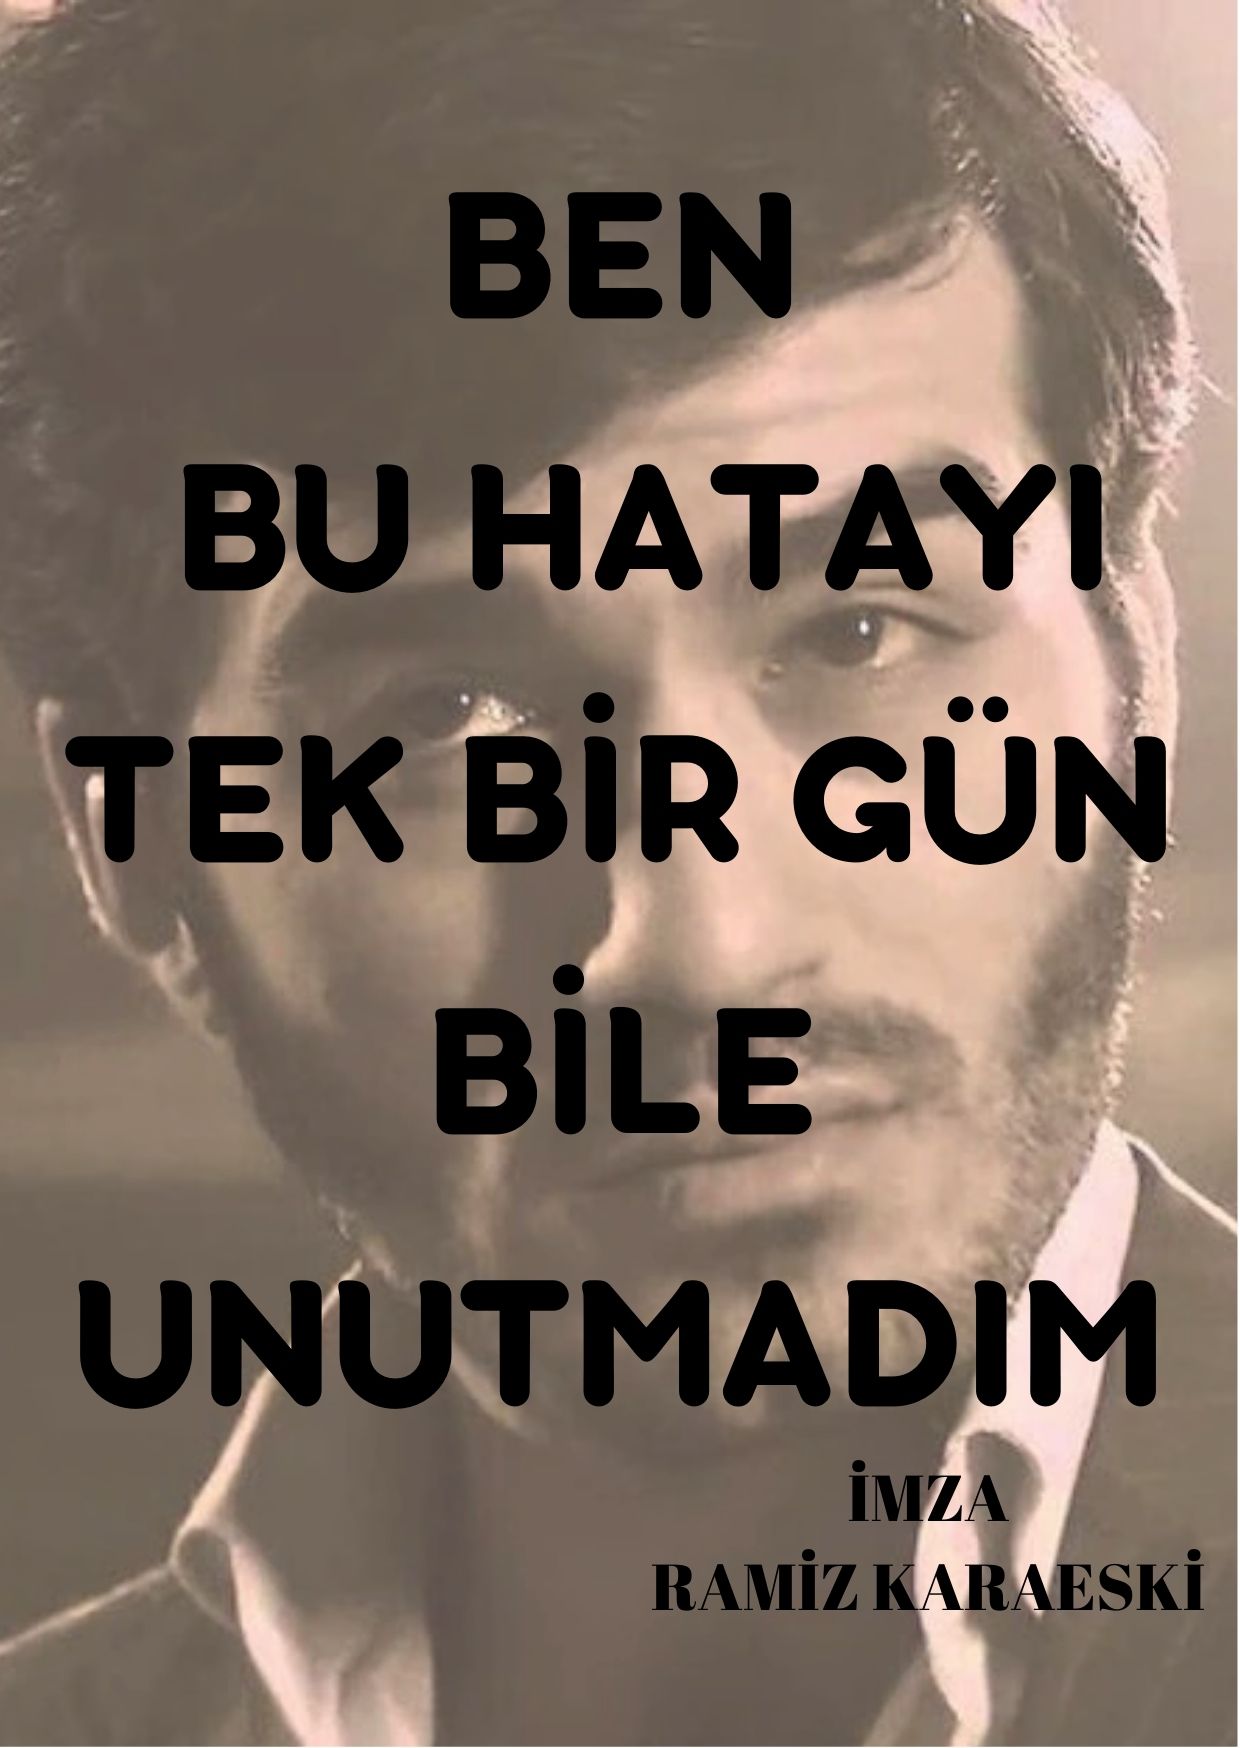 BEN
BU HATAYI
TEK BİR GÜN
BİLE
UNUTMADIM
İMZA
RAMİZ KARAESKİ